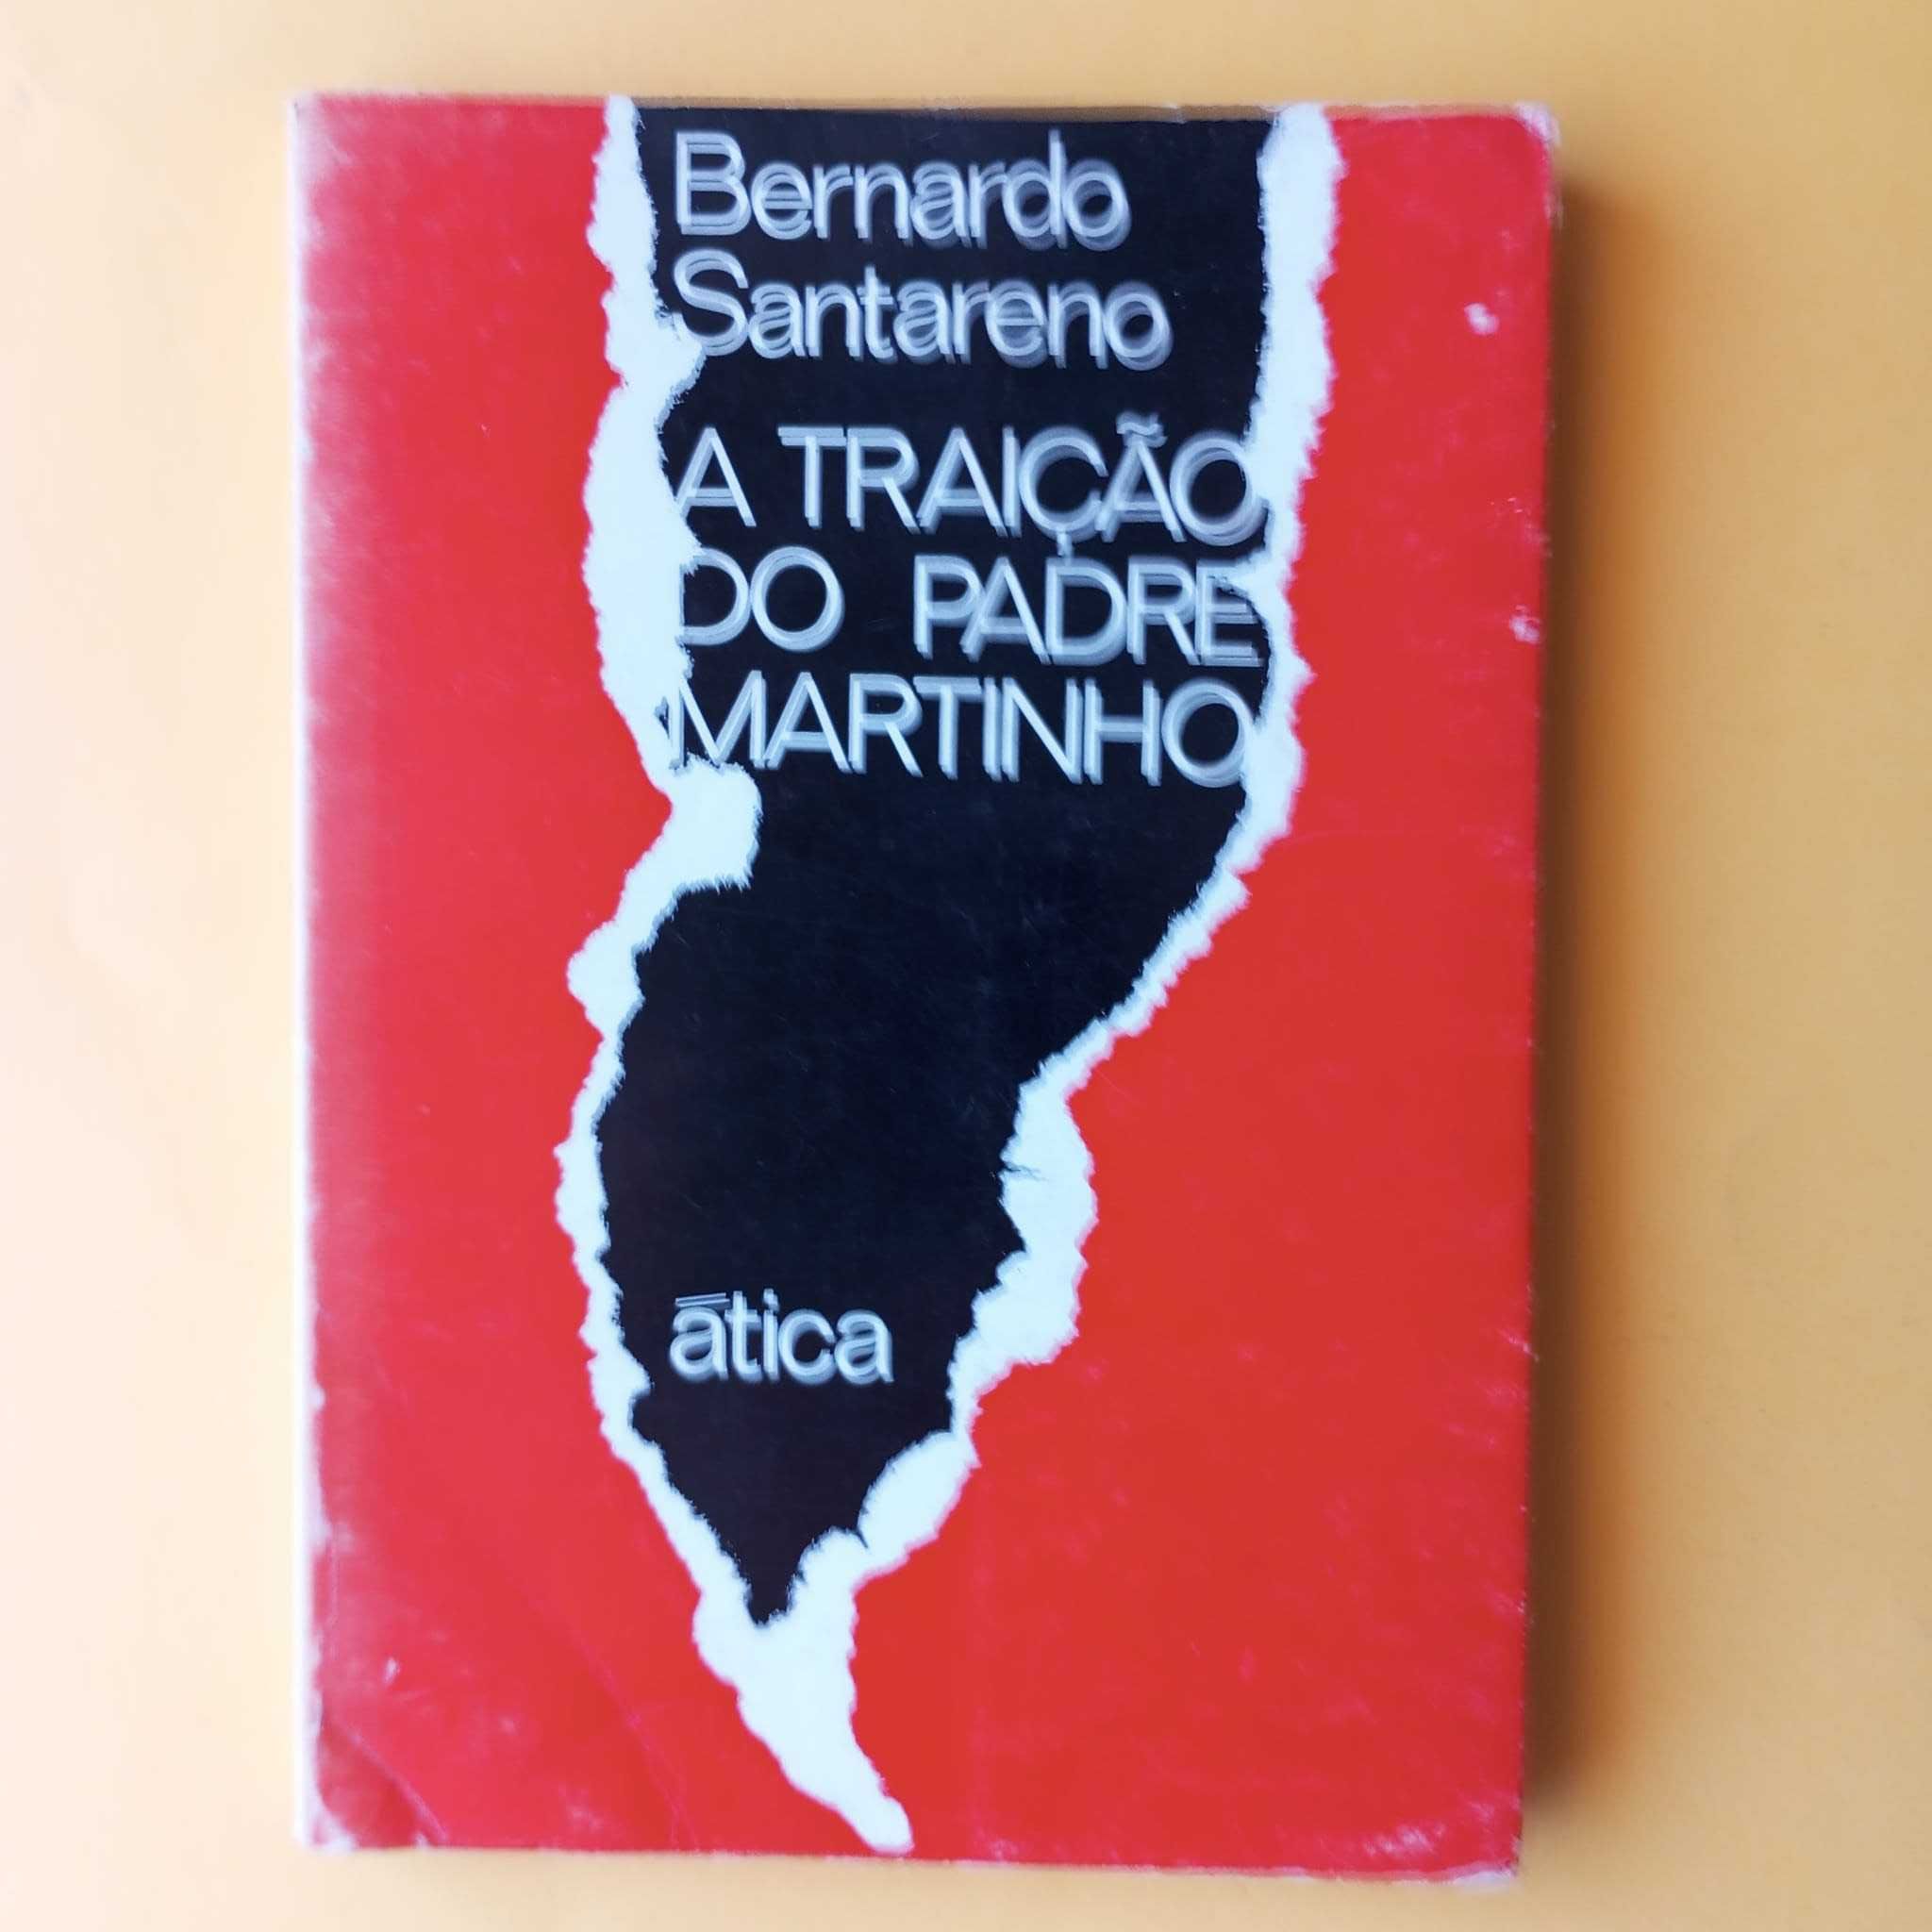 Bernardo
Santareno
A TRAIÇÃO
DO PADRE
MARTINHO
ática